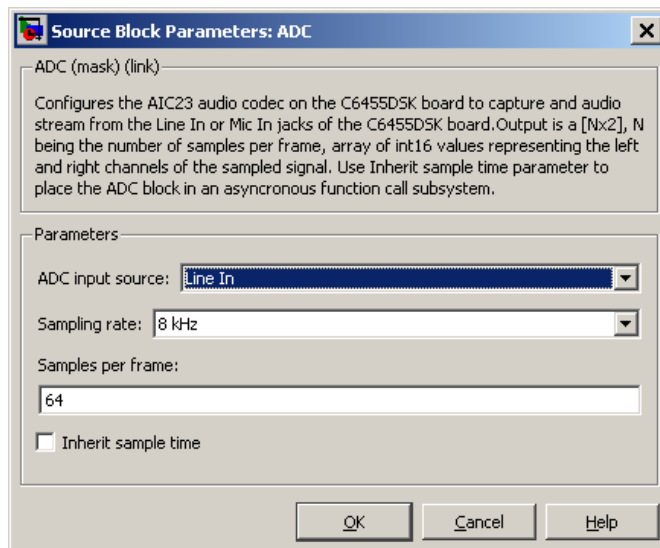 Source Block Parameters: ADC
ADC (mask) (link)
Configures the AIC23 audio codec on the C6455DSK board to capture and audio
stream from the Line In or Mic In jacks of the C6455DSK board.Output is a [Nx2], N
being the number of samples per frame, array of int16 values representing the left
and right channels of the sampled signal. Use Inherit sample time parameter to
place the ADC block in an asyncronous function call subsystem.
Parameters
ADC input source: Line In
Sampling rate: 8 kHz
Samples per frame:
64
Inherit sample time
OK Cancel Help